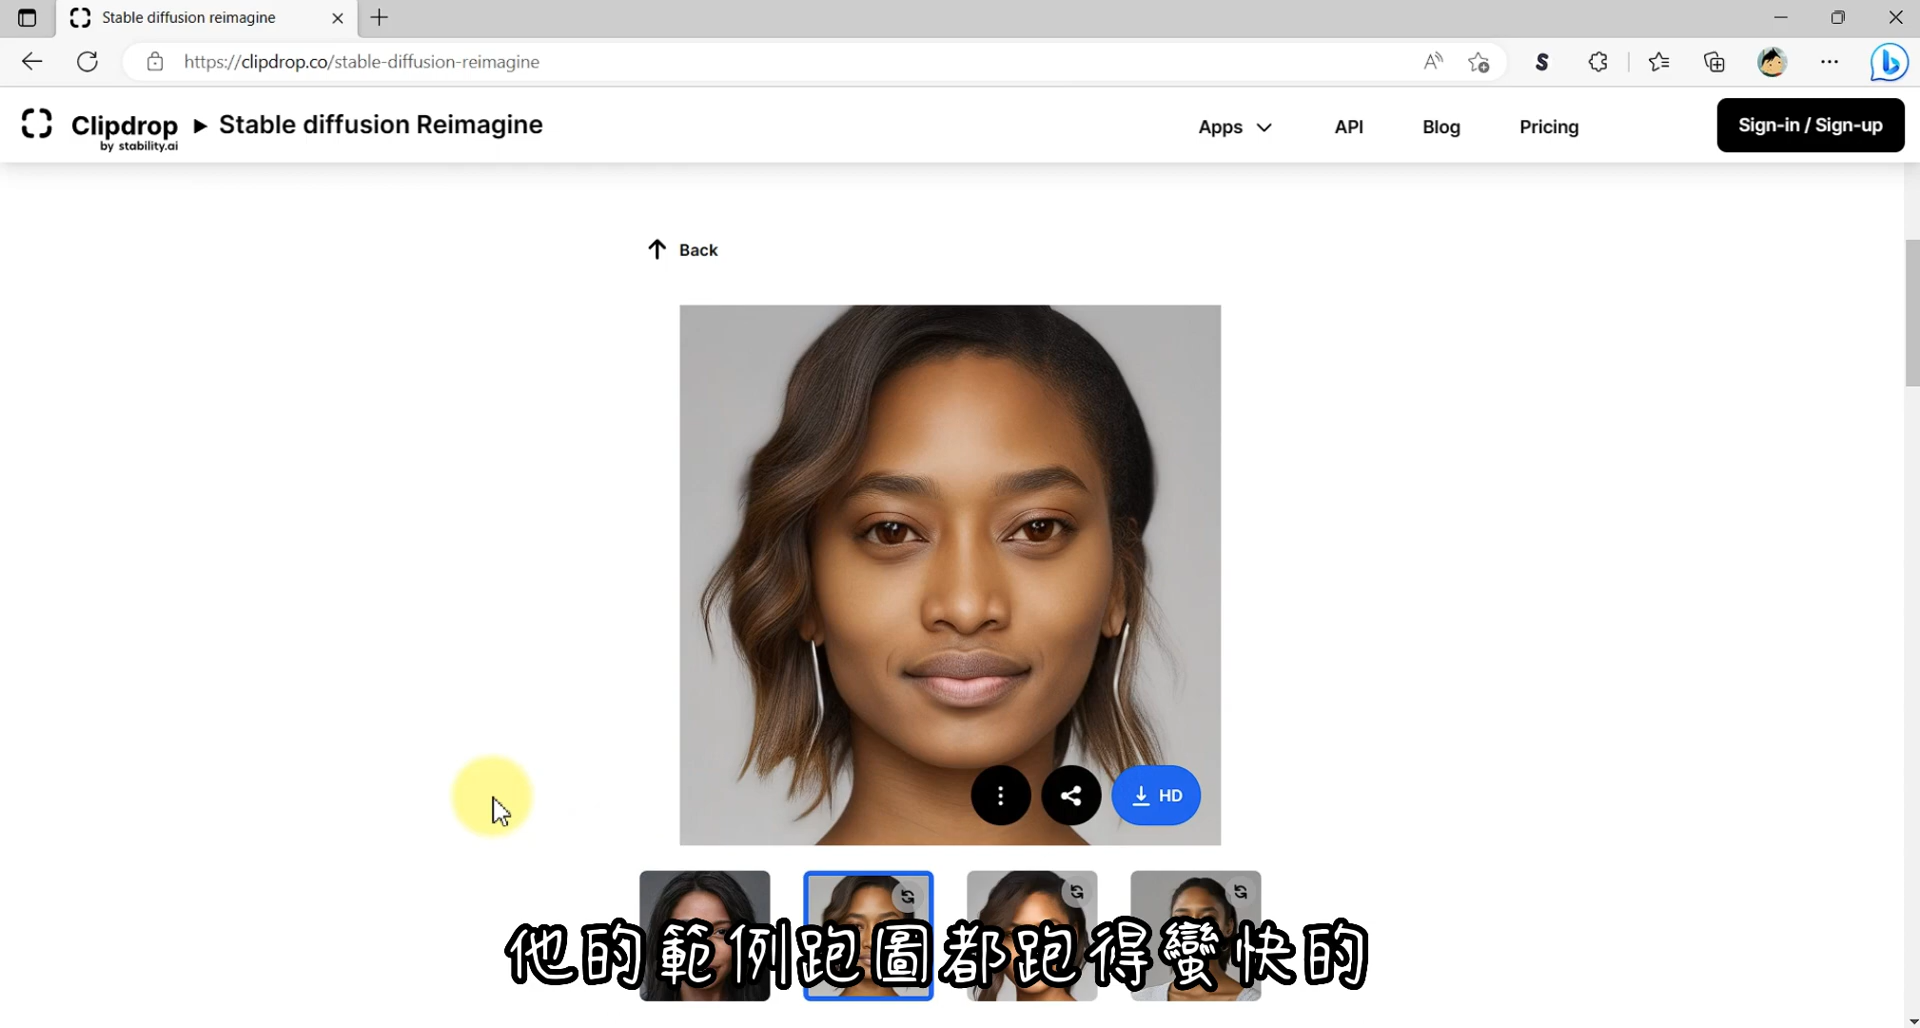 Stable diffusion reimagine
https://clipdrop.co/stable-diffusion-reimagine
Clipdrop
by stability.ai
Stable diffusion Reimagine
Apps
API
Blog
Pricing
Sign-in / Sign-up
Back
HD
他的範例跑圖都跑得蠻快的